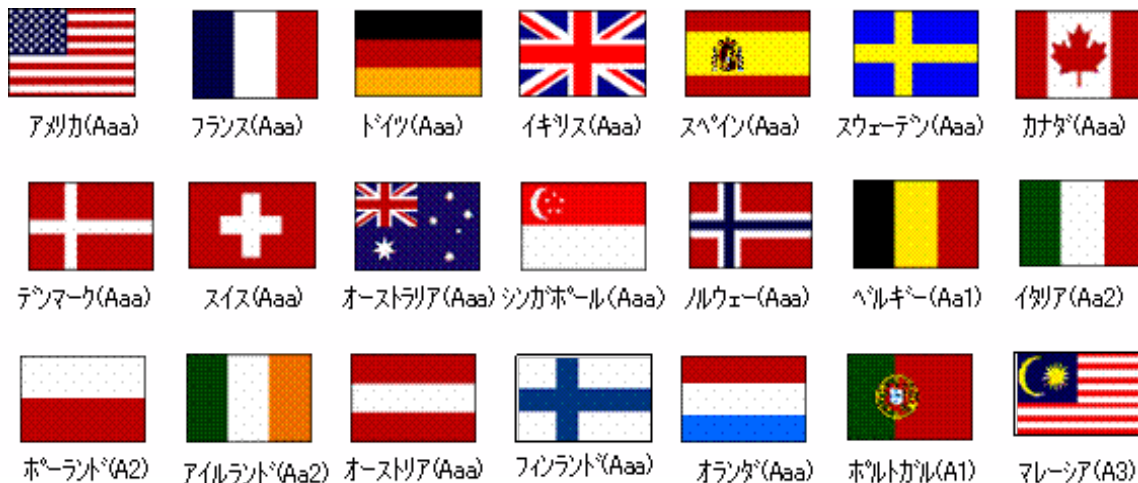 ｱﾒﾘｶ(Aaa) ﾌﾗﾝｽ(Aaa) ﾄﾞｲﾂ(Aaa) ｲｷﾞﾘｽ(Aaa) ｽﾍﾟｲﾝ(Aaa) ｽｳｪｰﾃﾞﾝ(Aaa) ｶﾅﾀﾞ(Aaa)
ﾃﾞﾝﾏｰｸ(Aaa) ｽｲｽ(Aaa) ｵｰｽﾄﾗﾘｱ(Aaa) ｼﾝｶﾞﾎﾟｰﾙ(Aaa) ﾉﾙｳｪｰ(Aaa) ﾍﾞﾙｷﾞｰ(Aa1) ｲﾀﾘｱ(Aa2)
ﾎﾟｰﾗﾝﾄﾞ(A2) ｱｲﾙﾗﾝﾄﾞ(Aa2) ｵｰｽﾄﾘｱ(Aaa) ﾌｨﾝﾗﾝﾄﾞ(Aaa) ｵﾗﾝﾀﾞ(Aaa) ﾎﾟﾙﾄｶﾞﾙ(A1) ﾏﾚｰｼｱ(A3)